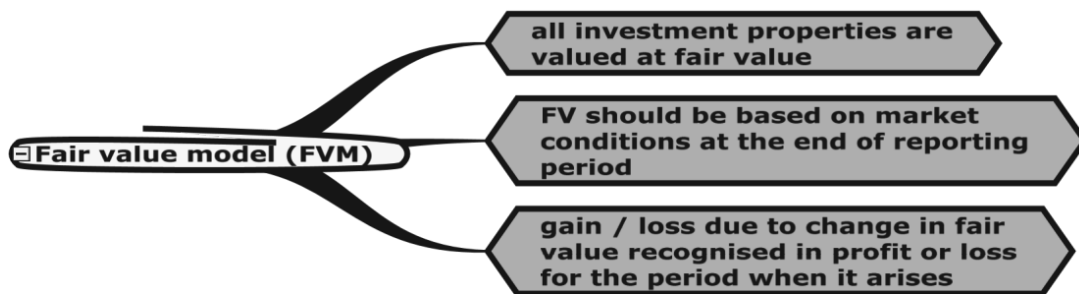 all investment properties are
valued at fair value
Fair value model (FVM)
FV should be based on market
conditions at the end of reporting
period
gain / loss due to change in fair
value recognised in profit or loss
for the period when it arises